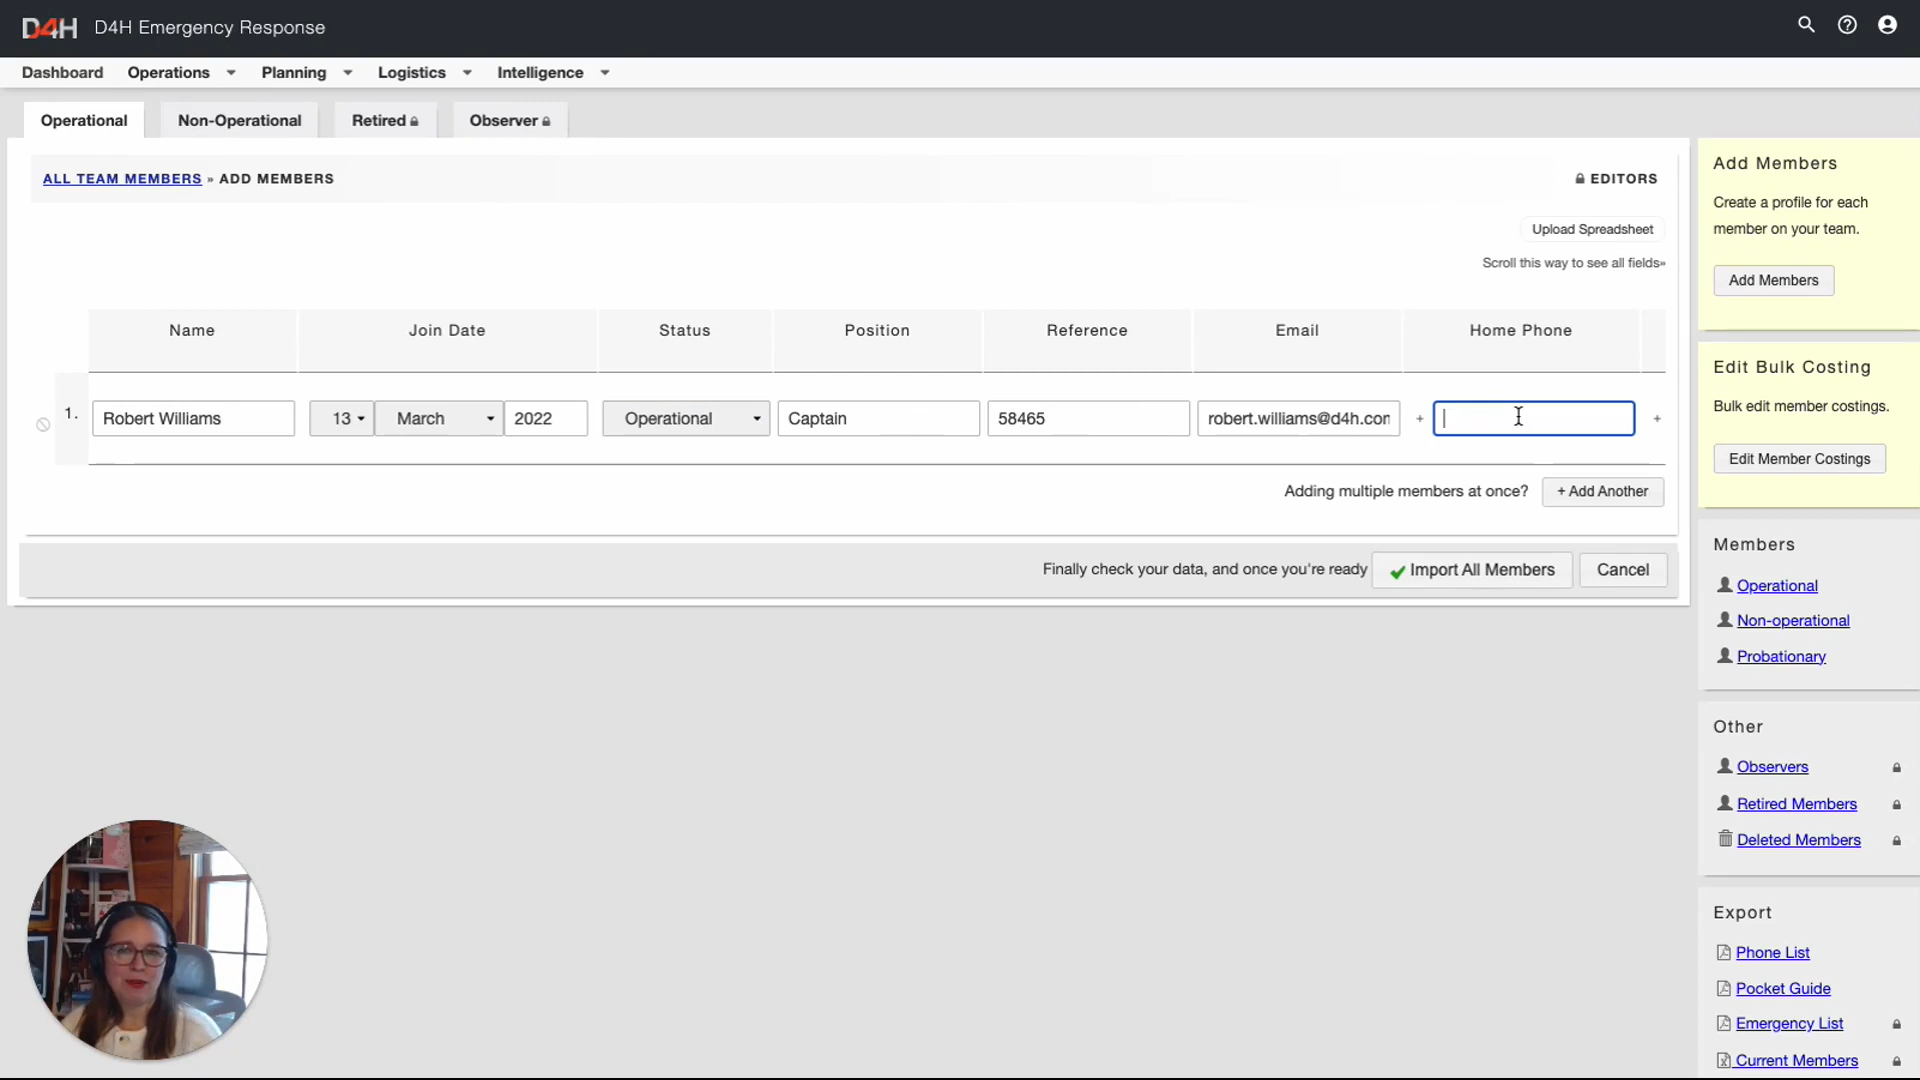 D4H D4H Emergency Response
Dashboard Operations Planning Logistics Intelligence
Operational Non-Operational Retired Observer
ALL TEAM MEMBERS » ADD MEMBERS
EDITORS
Upload Spreadsheet
Scroll this way to see all fields»
Name Join Date Status Position Reference Email Home Phone
1. Robert Williams 13 March 2022 Operational Captain 58465 robert.williams@d4h.con + +
Adding multiple members at once? + Add Another
Finally check your data, and once you're ready Import All Members Cancel
Add Members
Create a profile for each
member on your team.
Add Members
Edit Bulk Costing
Bulk edit member costings.
Edit Member Costings
Members
Operational
Non-operational
Probationary
Other
Observers
Retired Members
Deleted Members
Export
Phone List
Pocket Guide
Emergency List
Current Members